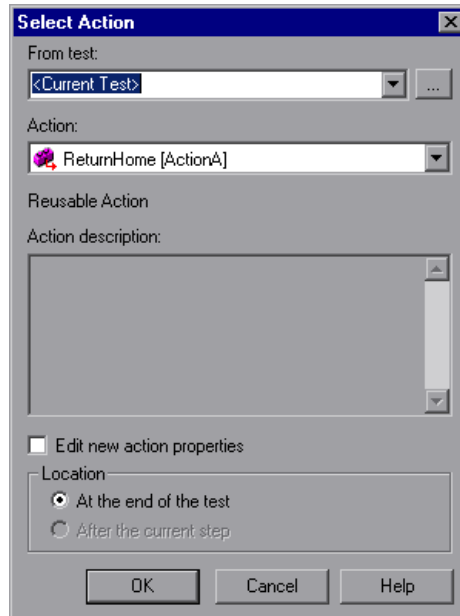 Select Action
From test:
<Current Test>
...
Action:
ReturnHome [ActionA]
Reusable Action
Action description:
Edit new action properties
Location
At the end of the test
After the current step
OK Cancel Help